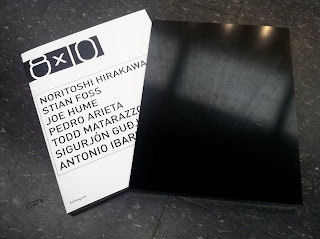 8×10
NORITOSHI HIRAKAWA
STIAN FOSS
JOE HUME
PEDRO ARIETA
TODD MATARAZZO
SIGURJÓN
ANTONIO